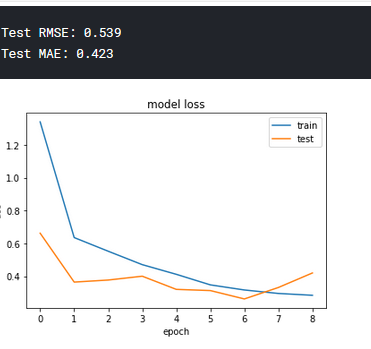 Test RMSE: 0.539
Test MAE: 0.423
model loss
train
test
1.2
1.0
0.8
0.6
0.4
0 1 2 3 4 5 6 7 8
epoch